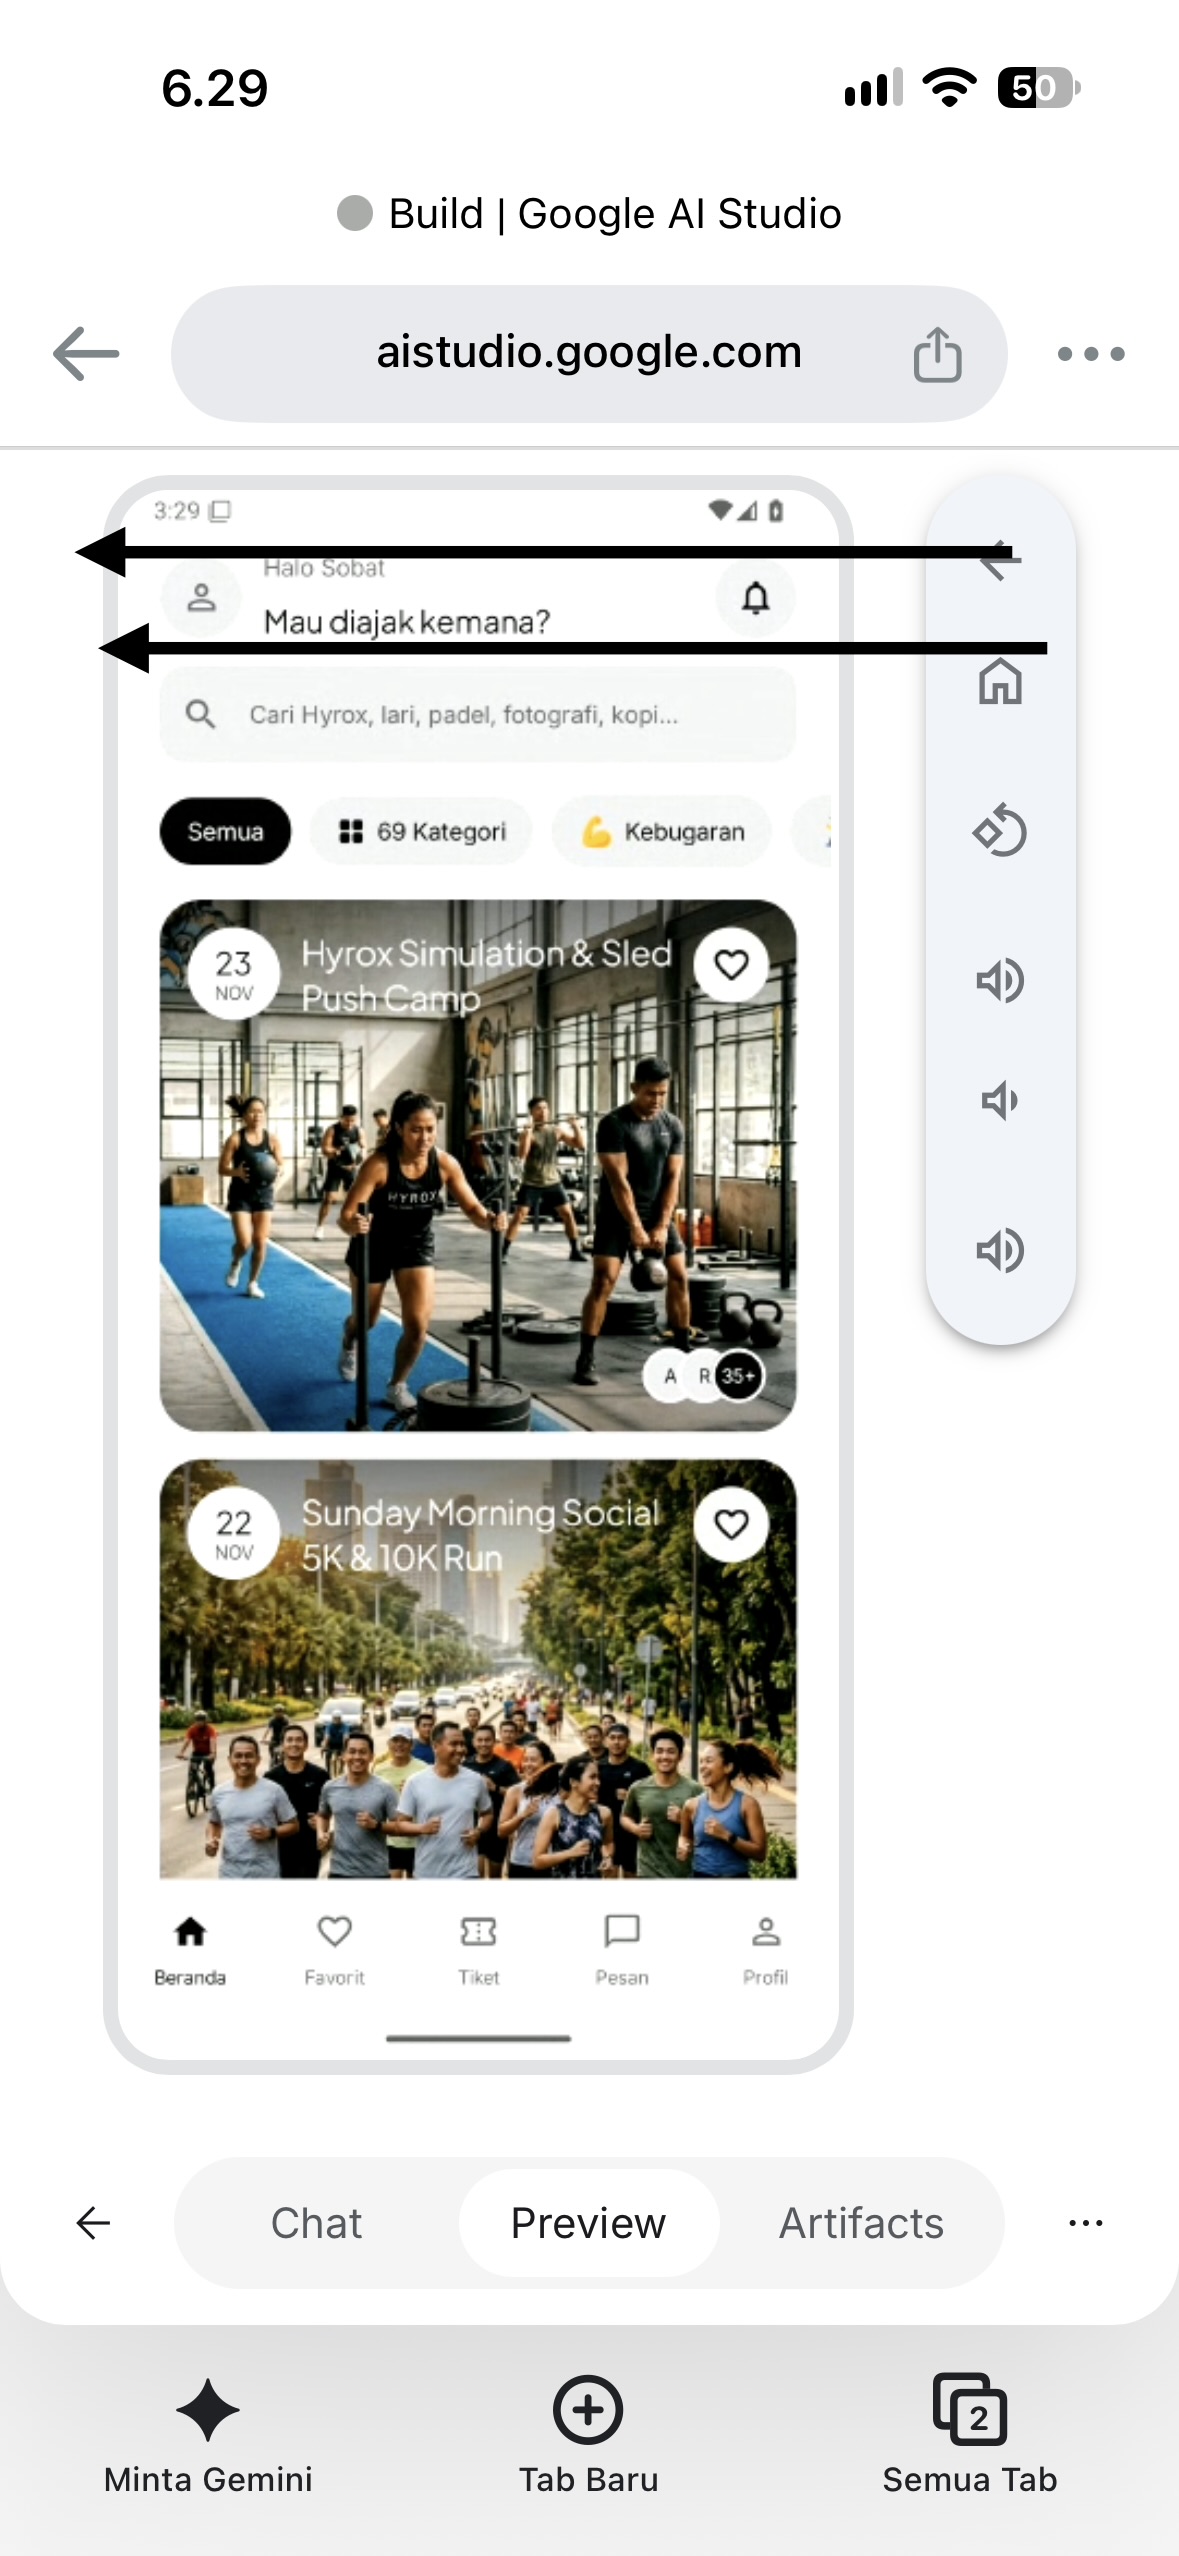 6.29
50
Build | Google AI Studio
aistudio.google.com
3:29
Halo Sobat
Mau diajak kemana?
Cari Hyrox, lari, padel, fotografi, kopi...
Semua
69 Kategori
Kebugaran
23
NOV
Hyrox Simulation & Sled
Push Camp
HYROX
A
R
35+
22
NOV
Sunday Morning Social
5K & 10K Run
Beranda
Favorit
Tiket
Pesan
Profil
Chat
Preview
Artifacts
Minta Gemini
Tab Baru
2
Semua Tab